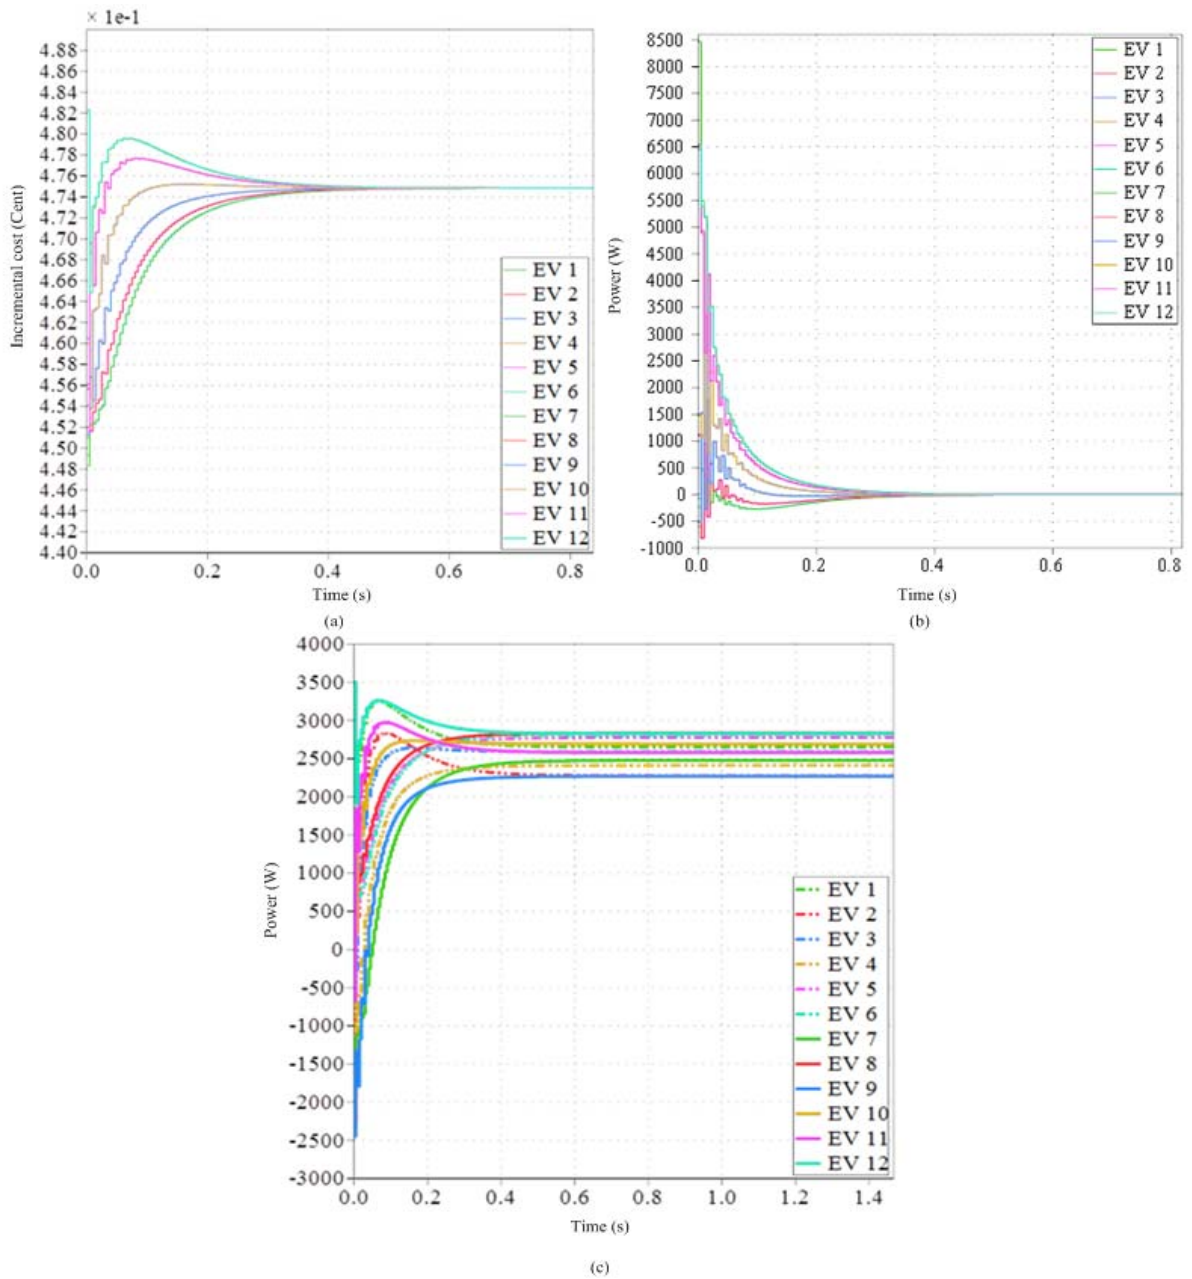 × 1e-1
4.88
4.86
4.84
4.82
4.80
4.78
4.76
4.74
4.72
4.70
4.68
4.66
4.64
4.62
4.60
4.58
4.56
4.54
4.52
4.50
4.48
4.46
4.44
4.42
4.40
Incremental cost (Cent)
0.0 0.2 0.4 0.6 0.8
Time (s)
EV 1
EV 2
EV 3
EV 4
EV 5
EV 6
EV 7
EV 8
EV 9
EV 10
EV 11
EV 12
(a)
8500
8000
7500
7000
6500
6000
5500
5000
4500
4000
3500
3000
2500
2000
1500
1000
500
0
-500
-1000
Power (W)
0.0 0.2 0.4 0.6 0.8
Time (s)
EV 1
EV 2
EV 3
EV 4
EV 5
EV 6
EV 7
EV 8
EV 9
EV 10
EV 11
EV 12
(b)
4000
3500
3000
2500
2000
1500
1000
500
0
-500
-1000
-1500
-2000
-2500
-3000
Power (W)
0.0 0.2 0.4 0.6 0.8 1.0 1.2 1.4
Time (s)
EV 1
EV 2
EV 3
EV 4
EV 5
EV 6
EV 7
EV 8
EV 9
EV 10
EV 11
EV 12
(c)